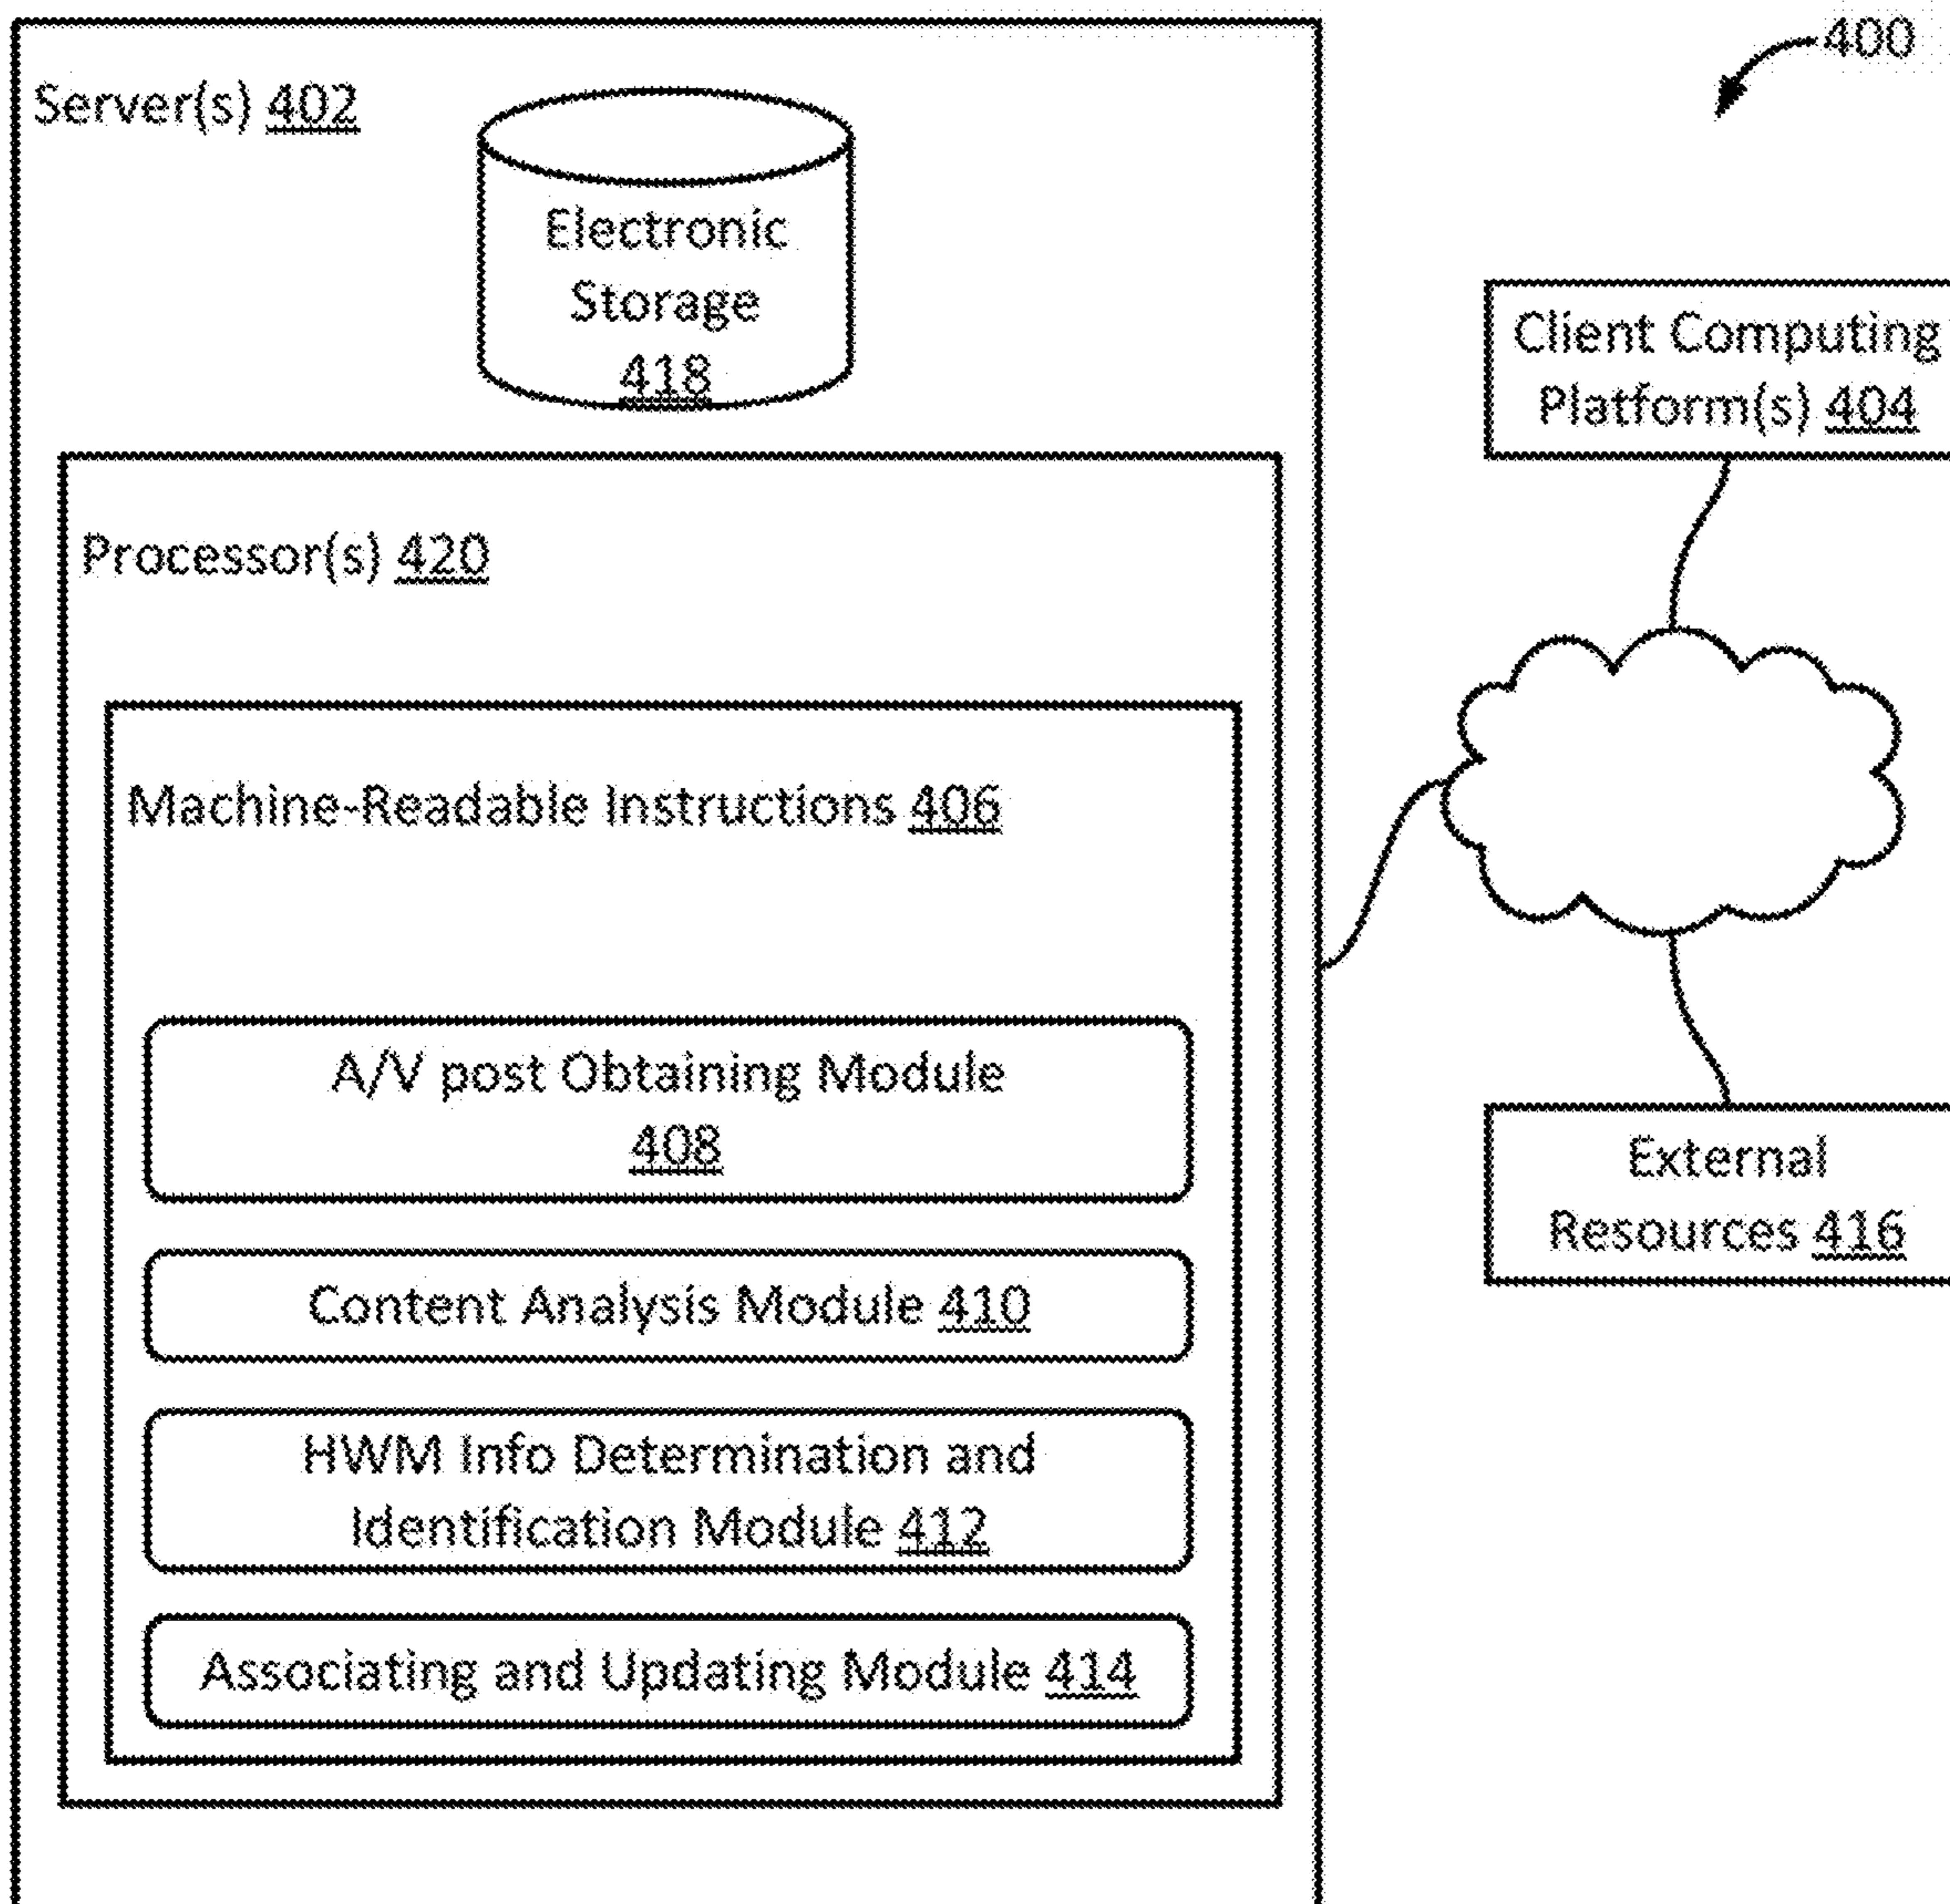 400
Server(s) 402
Electronic
Storage
418
Client Computing
Platform(s) 404
Processor(s) 420
Machine-Readable Instructions 406
A/V post Obtaining Module
408
External
Resources 416
Content Analysis Module 410
HWM Info Determination and
Identification Module 412
Associating and Updating Module 414